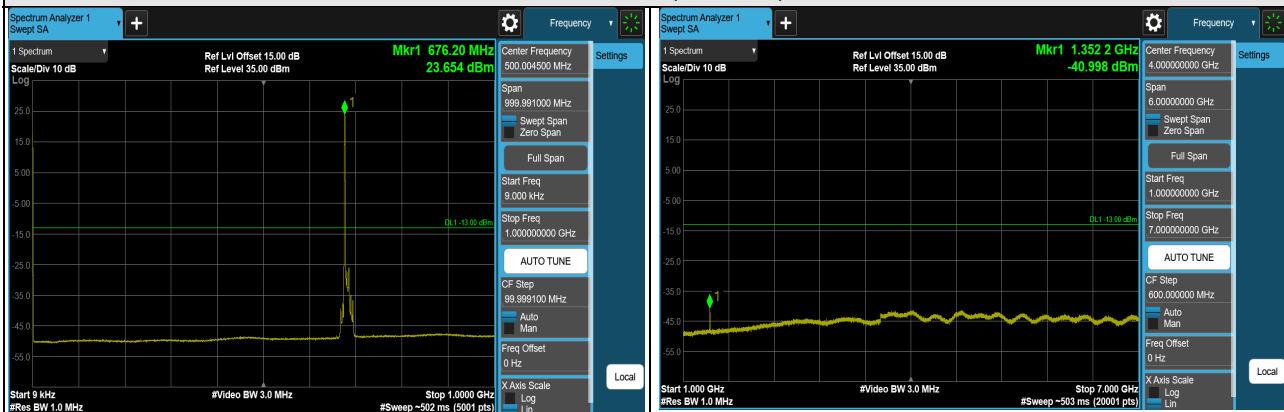 Spectrum Analyzer 1
Swept SA
+
Frequency
1 Spectrum
Scale/Div 10 dB
Log
Ref Lvl Offset 15.00 dB
Ref Level 35.00 dBm
Mkr1 676.20 MHz
23.654 dBm
25.0
15.0
5.00
-5.00
-15.0
-25.0
-35.0
-45.0
-55.0
1
DL1 -13.00 dBm
Start 9 kHz
#Res BW 1.0 MHz
#Video BW 3.0 MHz
Stop 1.0000 GHz
#Sweep ~502 ms (5001 pts)
Center Frequency
500.004500 MHz
Settings
Span
999.991000 MHz
Swept Span
Zero Span
Full Span
Start Freq
9.000 kHz
Stop Freq
1.000000000 GHz
AUTO TUNE
CF Step
99.999100 MHz
Auto
Man
Freq Offset
0 Hz
X Axis Scale
Log
Lin
Local
Spectrum Analyzer 1
Swept SA
+
Frequency
1 Spectrum
Scale/Div 10 dB
Log
Ref Lvl Offset 15.00 dB
Ref Level 35.00 dBm
Mkr1 1.352 2 GHz
-40.998 dBm
25.0
15.0
5.00
-5.00
-15.0
-25.0
-35.0
-45.0
-55.0
1
DL1 -13.00 dBm
Start 1.000 GHz
#Res BW 1.0 MHz
#Video BW 3.0 MHz
Stop 7.000 GHz
#Sweep ~503 ms (20001 pts)
Center Frequency
4.00000000 GHz
Settings
Span
6.00000000 GHz
Swept Span
Zero Span
Full Span
Start Freq
1.000000000 GHz
Stop Freq
7.000000000 GHz
AUTO TUNE
CF Step
600.000000 MHz
Auto
Man
Freq Offset
0 Hz
X Axis Scale
Log
Lin
Local